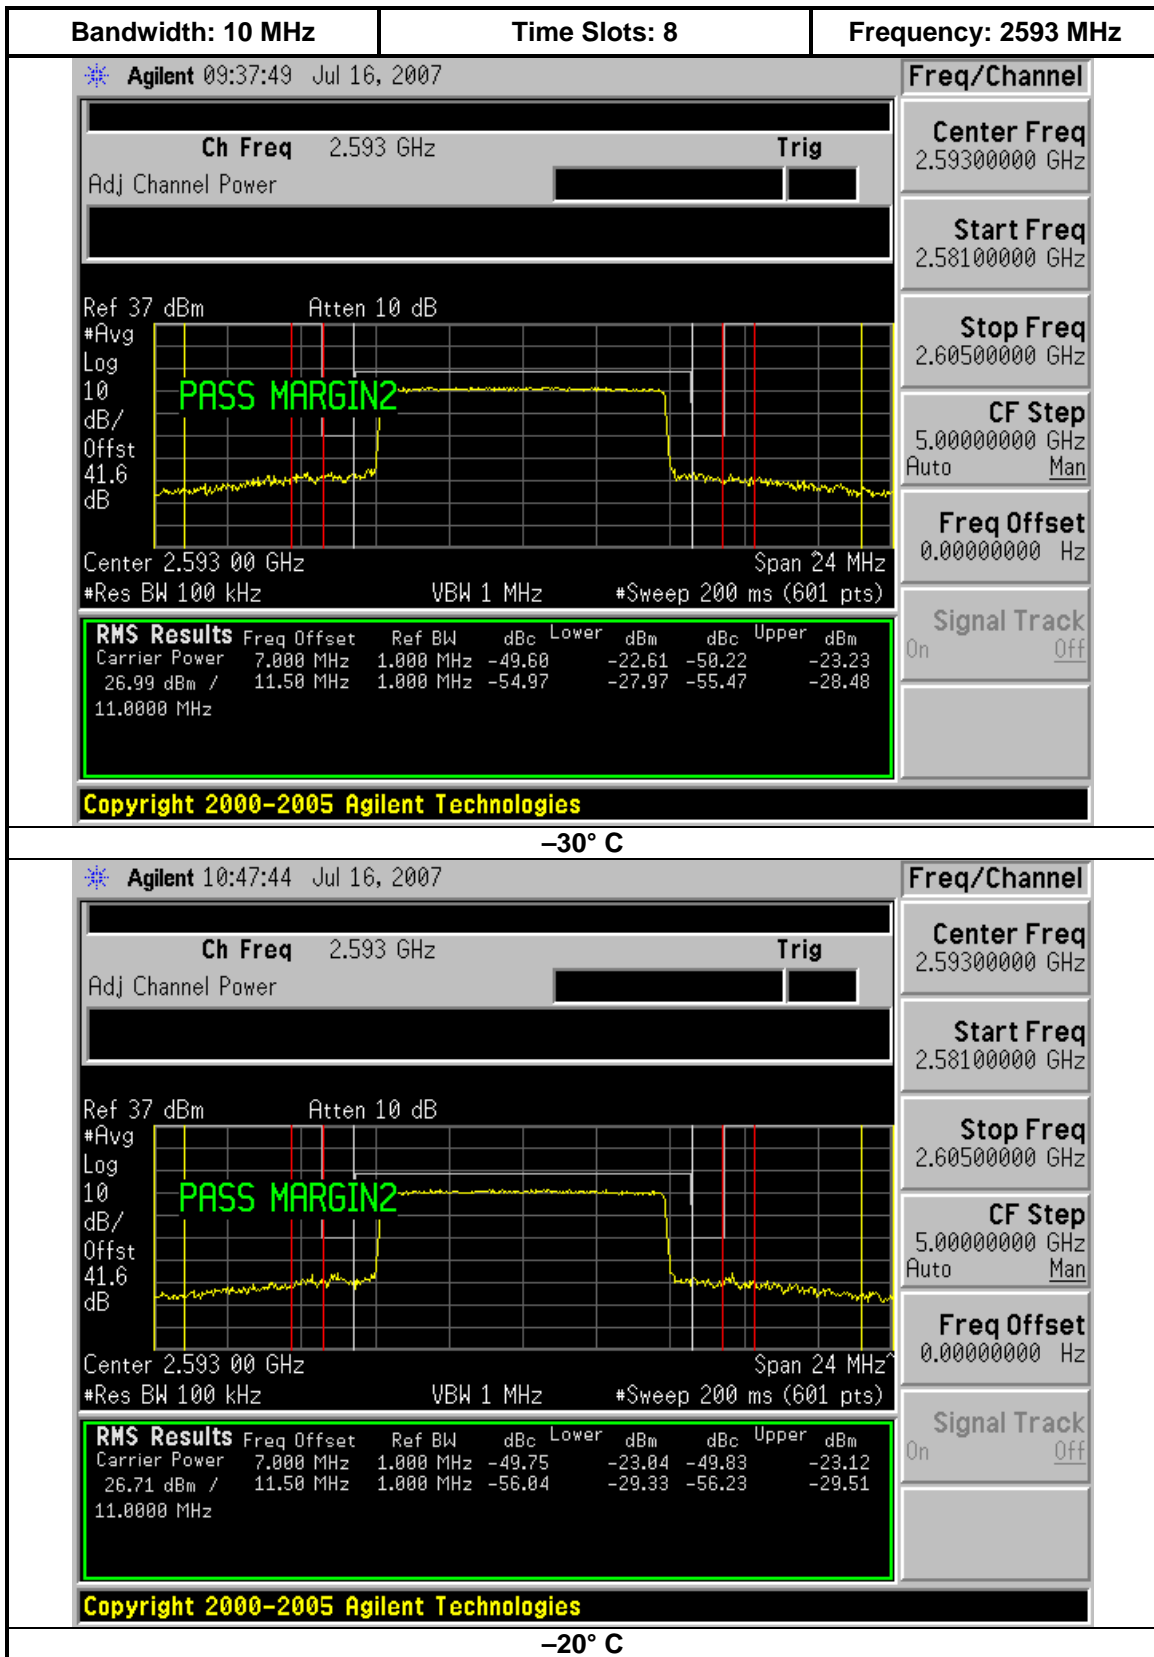 Bandwidth: 10 MHz Time Slots: 8 Frequency: 2593 MHz
Agilent 09:37:49 Jul 16, 2007 Freq/Channel
Ch Freq 2.593 GHz Trig
Adj Channel Power
Center Freq
2.59300000 GHz
Start Freq
2.58100000 GHz
Stop Freq
2.60500000 GHz
CF Step
5.00000000 GHz
Auto Man
Freq Offset
0.00000000 Hz
Signal Track
On Off
Ref 37 dBm Atten 10 dB
#Avg
Log
10
dB/
Offst
41.6
dB
PASS MARGIN2
Center 2.593 00 GHz Span 24 MHz
#Res BW 100 kHz VBW 1 MHz #Sweep 200 ms (601 pts)
RMS Results Freq Offset Ref BW dBc Lower dBm dBc Upper dBm
Carrier Power 7.000 MHz 1.000 MHz -49.60 -22.61 -50.22 -23.23
26.99 dBm / 11.50 MHz 1.000 MHz -54.97 -27.97 -55.47 -28.48
11.0000 MHz
Copyright 2000-2005 Agilent Technologies
–30° C
Agilent 10:47:44 Jul 16, 2007 Freq/Channel
Ch Freq 2.593 GHz Trig
Adj Channel Power
Center Freq
2.59300000 GHz
Start Freq
2.58100000 GHz
Stop Freq
2.60500000 GHz
CF Step
5.00000000 GHz
Auto Man
Freq Offset
0.00000000 Hz
Signal Track
On Off
Ref 37 dBm Atten 10 dB
#Avg
Log
10
dB/
Offst
41.6
dB
PASS MARGIN2
Center 2.593 00 GHz Span 24 MHz^
#Res BW 100 kHz VBW 1 MHz #Sweep 200 ms (601 pts)
RMS Results Freq Offset Ref BW dBc Lower dBm dBc Upper dBm
Carrier Power 7.000 MHz 1.000 MHz -49.75 -23.04 -49.83 -23.12
26.71 dBm / 11.50 MHz 1.000 MHz -56.04 -29.33 -56.23 -29.51
11.0000 MHz
Copyright 2000-2005 Agilent Technologies
–20° C